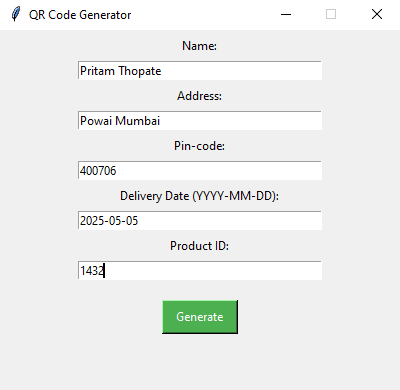 QR Code Generator
Name:
Pritam Thopate
Address:
Powai Mumbai
Pin-code:
400706
Delivery Date (YYYY-MM-DD):
2025-05-05
Product ID:
1432
Generate